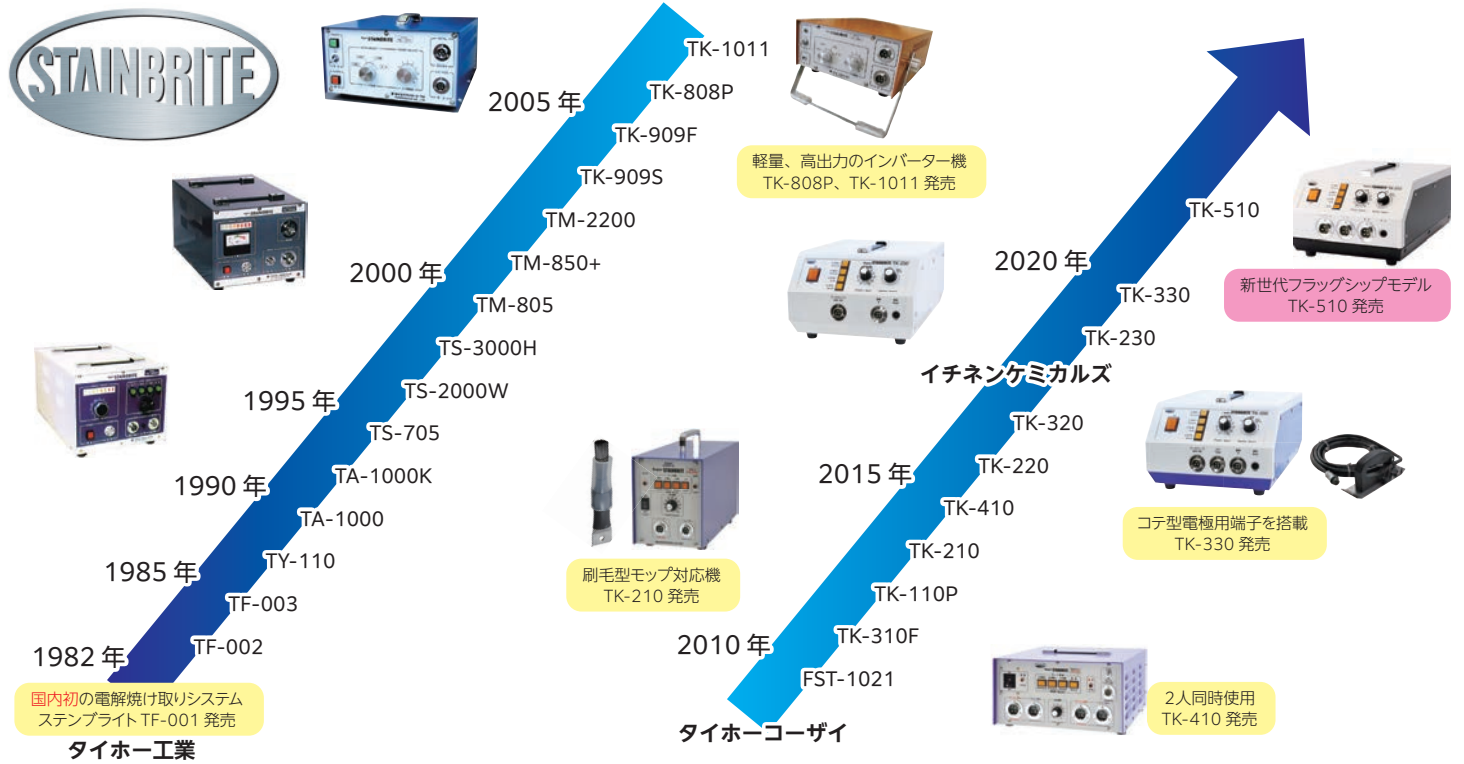 STAINBRITE
1982 年
国内初の電解焼け取りシステム
ステンブライト TF-001 発売
タイホー工業
TF-002
TF-003
1985 年
TY-110
TA-1000
1990 年
TA-1000K
TS-705
1995 年
TS-2000W
TS-3000H
TM-805
2000 年
TM-850+
TM-2200
TK-909S
TK-909F
2005 年
TK-808P
TK-1011
軽量、高出力のインバーター機
TK-808P、TK-1011 発売
タイホーコーザイ
FST-1021
2010 年
TK-310F
TK-110P
TK-210
刷毛型モップ対応機
TK-210 発売
TK-410
2人同時使用
TK-410 発売
2015 年
TK-220
TK-320
イチネンケミカルズ
TK-230
TK-330
コテ型電極用端子を搭載
TK-330 発売
2020 年
TK-510
新世代フラッグシップモデル
TK-510 発売